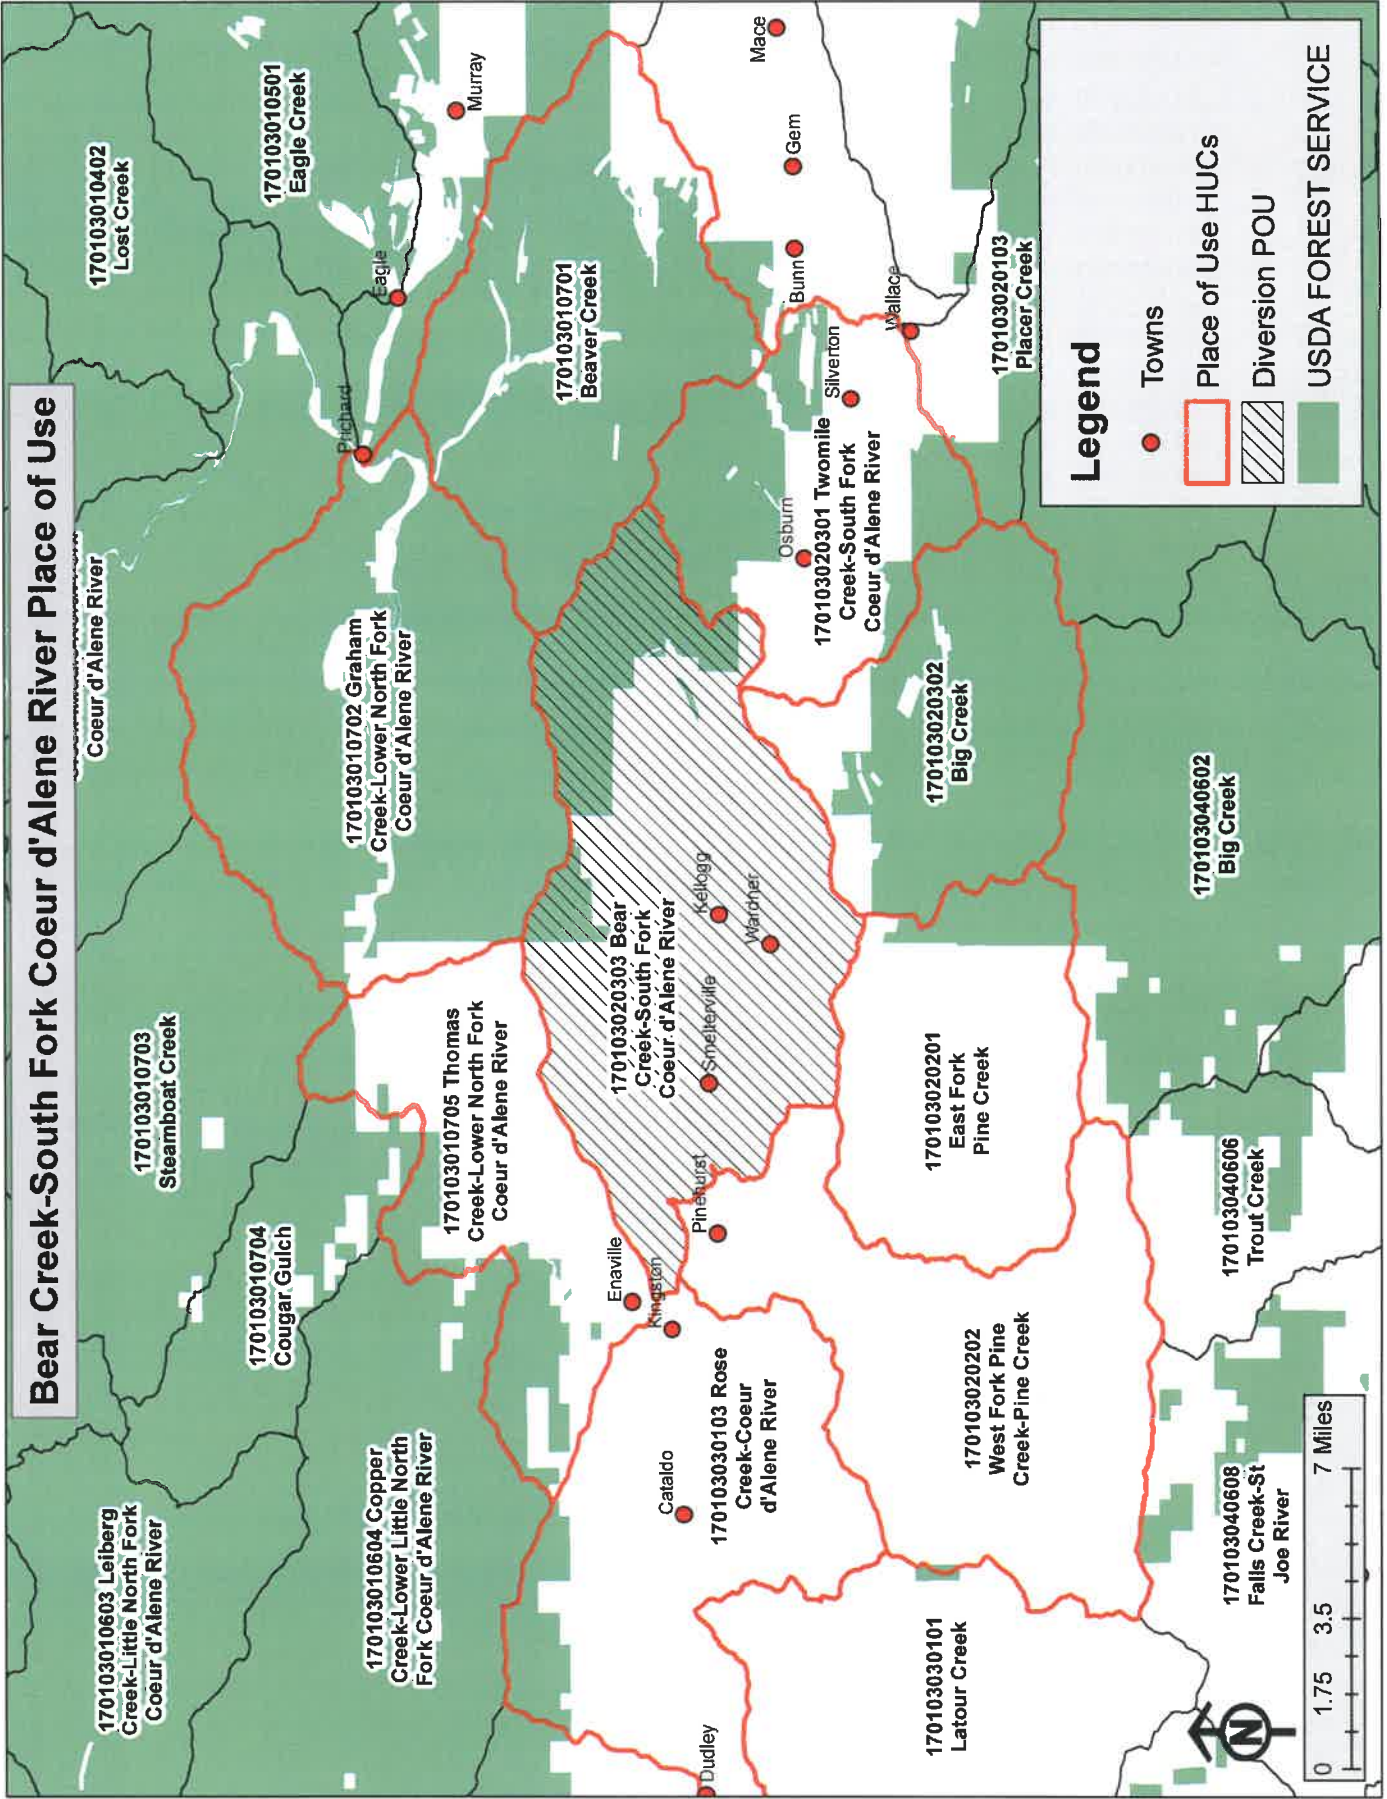 Bear Creek-South Fork Coeur d'Alene River Place of Use
170103010603 Leiberg
Creek-Little North Fork
Coeur d'Alene River
170103010703
Steamboat Creek
Coeur d'Alene River
170103010402
Lost Creek
170103010501
Eagle Creek
170103010704
Cougar Gulch
170103010604 Copper
Creek-Lower Little North
Fork Coeur d'Alene River
170103010702 Graham
Creek-Lower North Fork
Coeur d'Alene River
Prichard
Eagle
Murray
170103010705 Thomas
Creek-Lower North Fork
Coeur d'Alene River
170103010701
Beaver Creek
Enaville
Kingston
170103020303 Bear
Creek-South Fork
Coeur d'Alene River
Cataldo
Dudley
Pinehurst
Smelterville
Kellogg
Wardner
170103030103 Rose
Creek-Coeur
d'Alene River
Osburn
170103020301 Twomile
Creek-South Fork
Coeur d'Alene River
Silverton
Bunn
Gem
Mace
Wallace
170103030101
Latour Creek
170103020202
West Fork Pine
Creek-Pine Creek
170103020201
East Fork
Pine Creek
170103020302
Big Creek
170103020103
Placer Creek
170103040608
Falls Creek-St
Joe River
170103040606
Trout Creek
170103040602
Big Creek
Legend
Towns
Place of Use HUCs
Diversion POU
USDA FOREST SERVICE
N
0 1.75 3.5 7 Miles